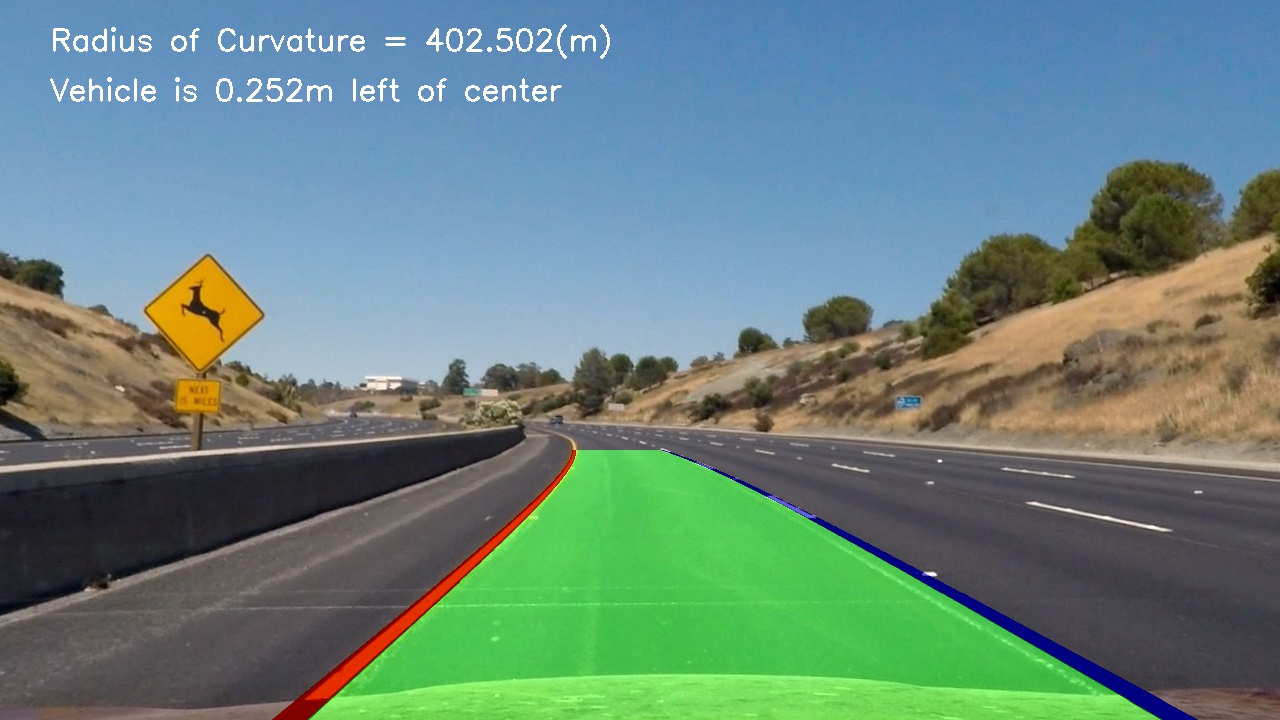 Radius of Curvature = 402.502(m)
Vehicle is 0.252m left of center
NEXT
15 MILES